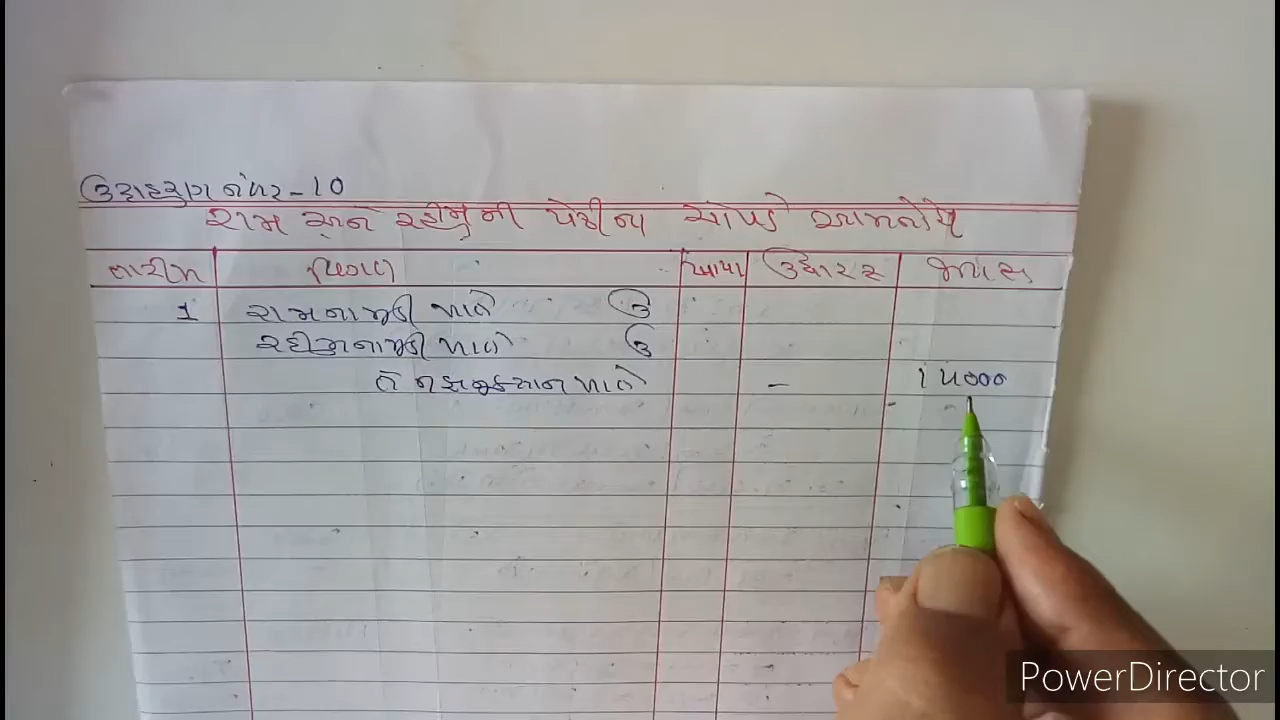 ઉદાહરણ નંબર - 10
રામ અને રહીમની પેઢીના ચોપડે આમનોંધ
તારીખ વિગત ખાપા ઉધાર રૂ જમા રૂ
1 રામના મૂડી ખાતે ઉ
રહીમના મૂડી ખાતે ઉ
તે નફાનુકસાન ખાતે - 15000
PowerDirector